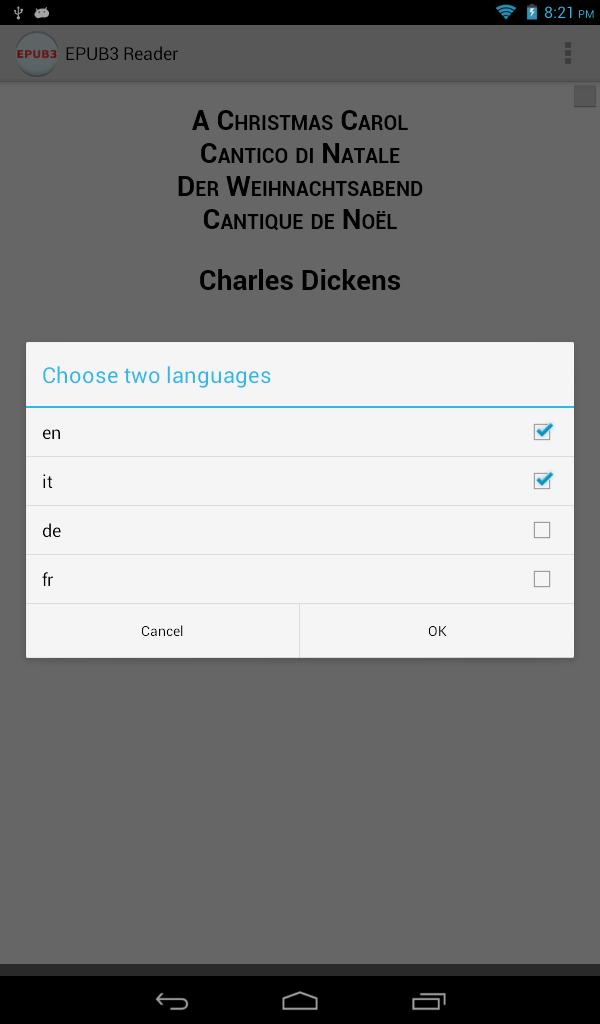 8:21 PM
EPUB3 EPUB3 Reader
A Christmas Carol
Cantico di Natale
Der Weihnachtsabend
Cantique de Noël
Charles Dickens
Choose two languages
en
it
de
fr
Cancel OK